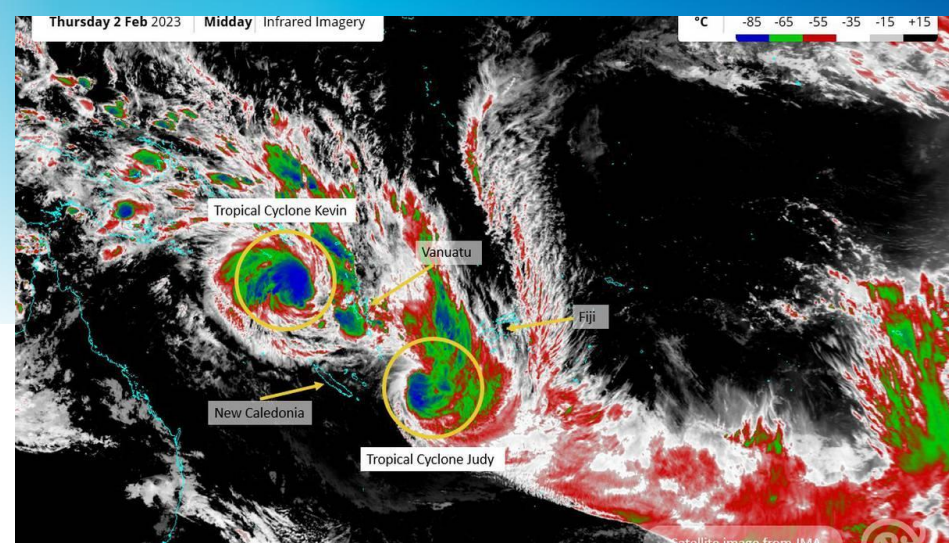 Thursday 2 Feb 2023 Midday Infrared Imagery
°C -85 -65 -55 -35 -15 +15
Tropical Cyclone Kevin
Vanuatu
Fiji
New Caledonia
Tropical Cyclone Judy
Satellite image from JMA